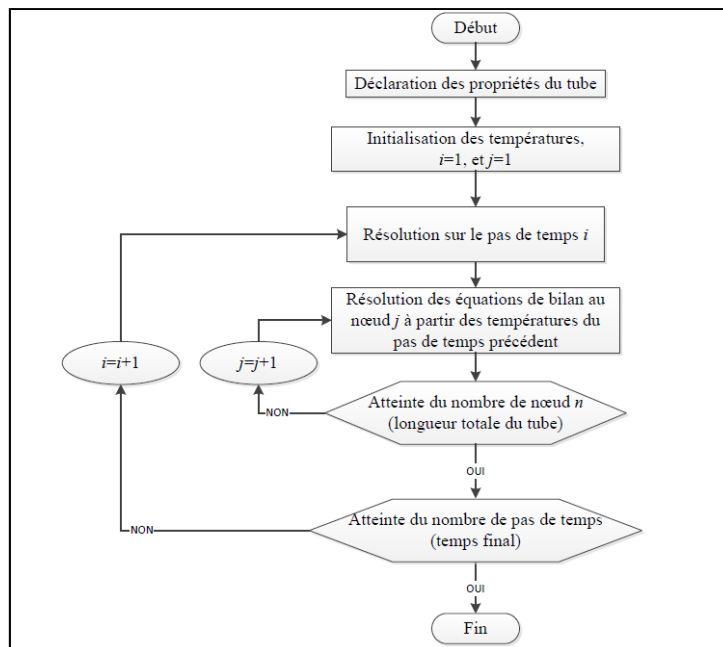 Début
Déclaration des propriétés du tube
Initialisation des températures,
i=1, et j=1
Résolution sur le pas de temps i
Résolution des équations de bilan au
nœud j à partir des températures du
pas de temps précédent
i=i+1
j=j+1
Atteinte du nombre de nœud n
(longueur totale du tube)
NON
OUI
Atteinte du nombre de pas de temps
(temps final)
NON
OUI
Fin